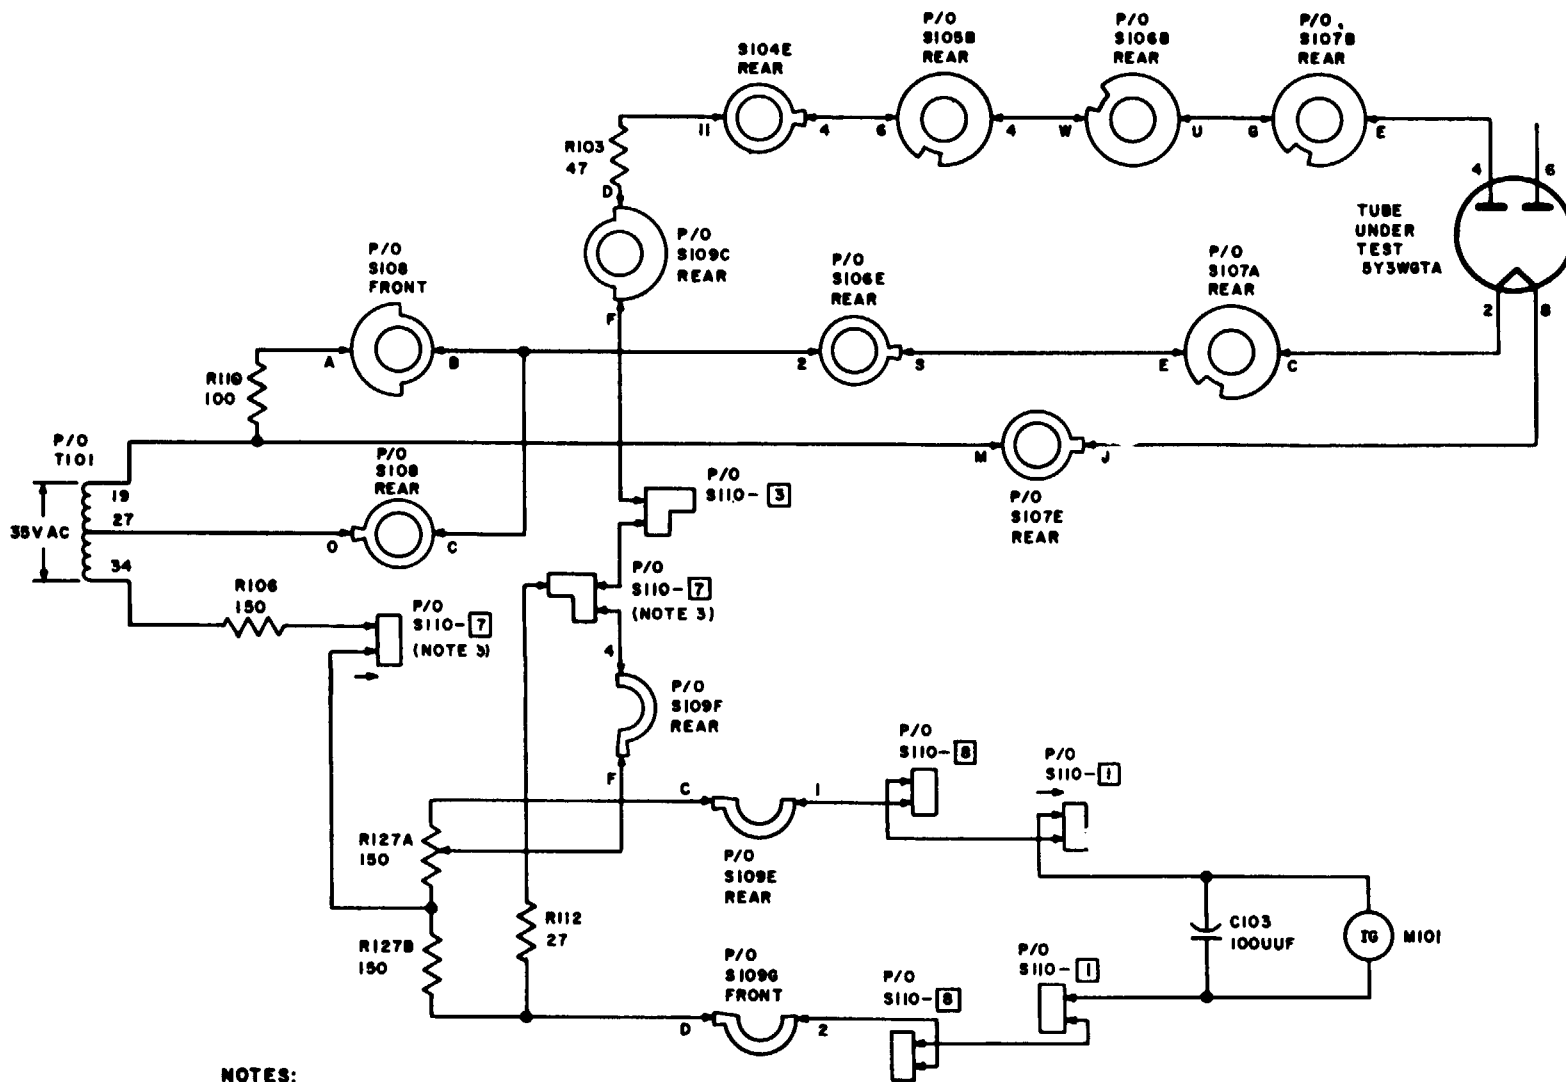 P/O
S105B
REAR
P/O
S106B
REAR
P/O
S107B
REAR
S104E
REAR
11
4
6
4
W
U
G
E
R103
47
D
4
6
TUBE
UNDER
TEST
5Y3WGTA
2
8
P/O
S109C
REAR
F
P/O
S108
FRONT
A
B
P/O
S106E
REAR
2
S
P/O
S107A
REAR
E
C
R110
100
P/O
T101
35VAC
19
27
34
P/O
S108
REAR
O
C
M
J
P/O
S107E
REAR
P/O
S110-3
R106
150
P/O
S110-7
(NOTE 3)
P/O
S110-7
(NOTE 3)
4
P/O
S109F
REAR
F
P/O
S110-8
P/O
S110-1
C
1
R127A
150
P/O
S109E
REAR
R127B
150
R112
27
C103
100UUF
IG
M101
P/O
S109G
FRONT
D
2
P/O
S110-8
P/O
S110-1
NOTES: